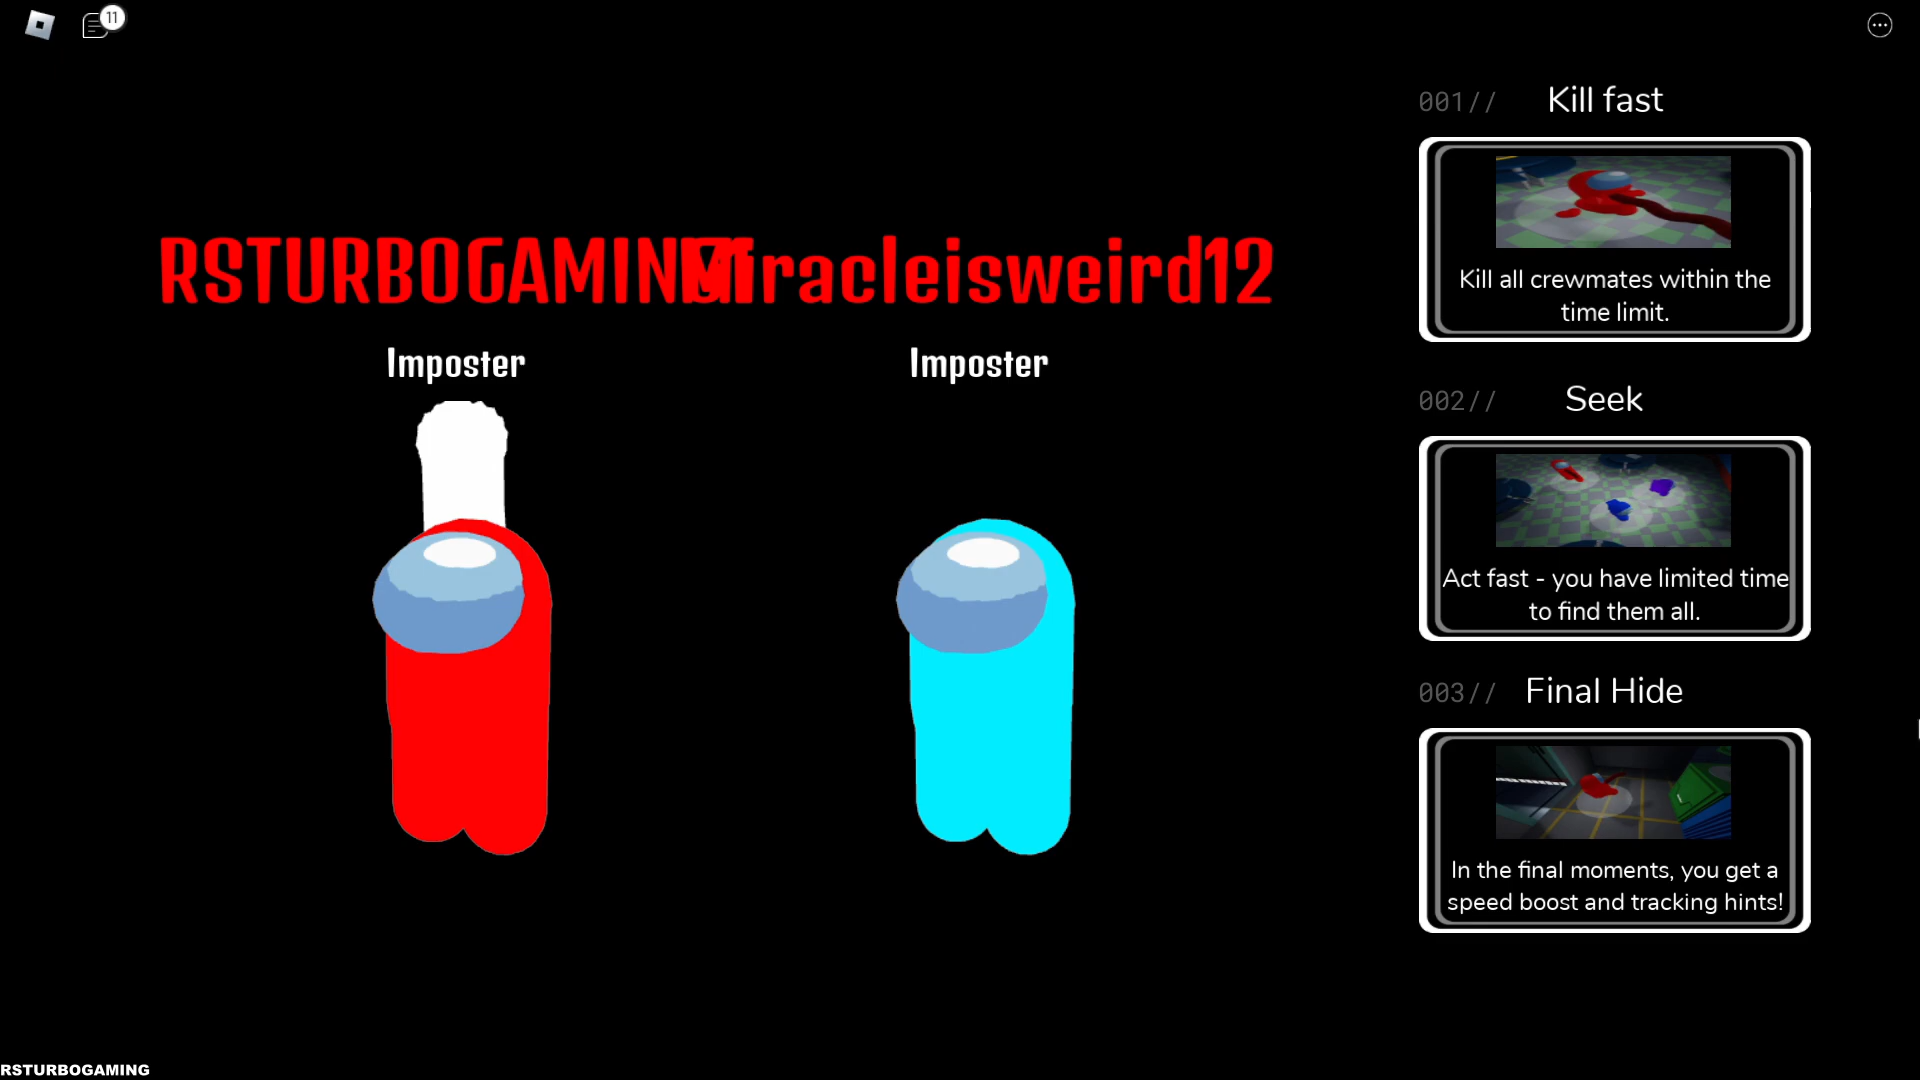 11
RSTURBOGAMING
Miracleisweird12
Imposter
Imposter
001// Kill fast
Kill all crewmates within the
time limit.
002// Seek
Act fast - you have limited time
to find them all.
003// Final Hide
In the final moments, you get a
speed boost and tracking hints!
RSTURBOGAMING